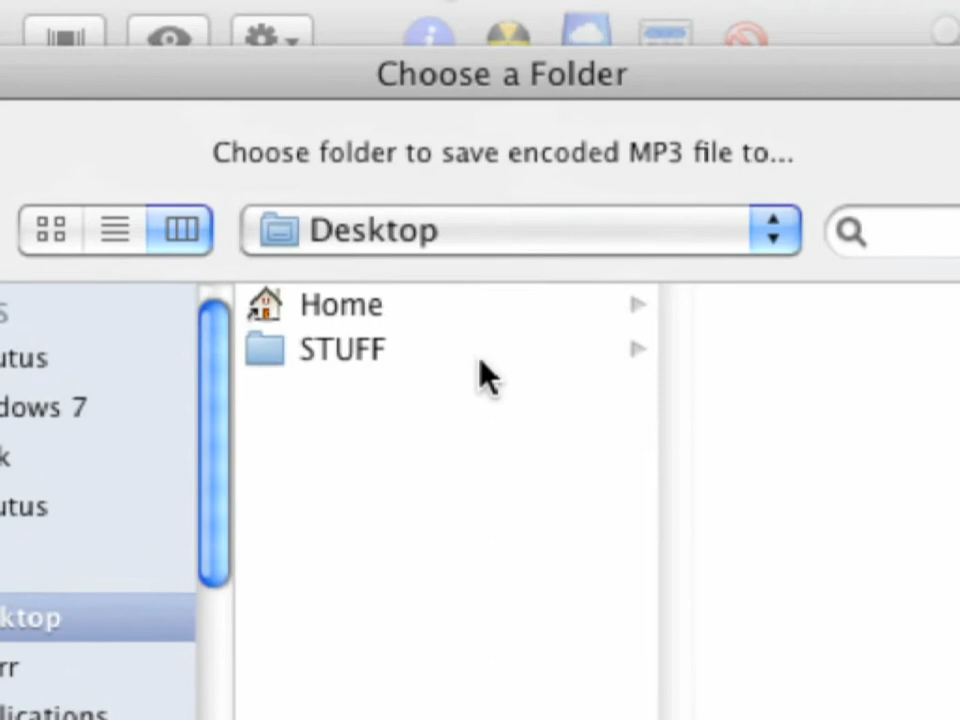 Choose a Folder
Choose folder to save encoded MP3 file to...
Desktop
S
utus
dows 7
k
utus
ktop
rr
lications
Home
STUFF